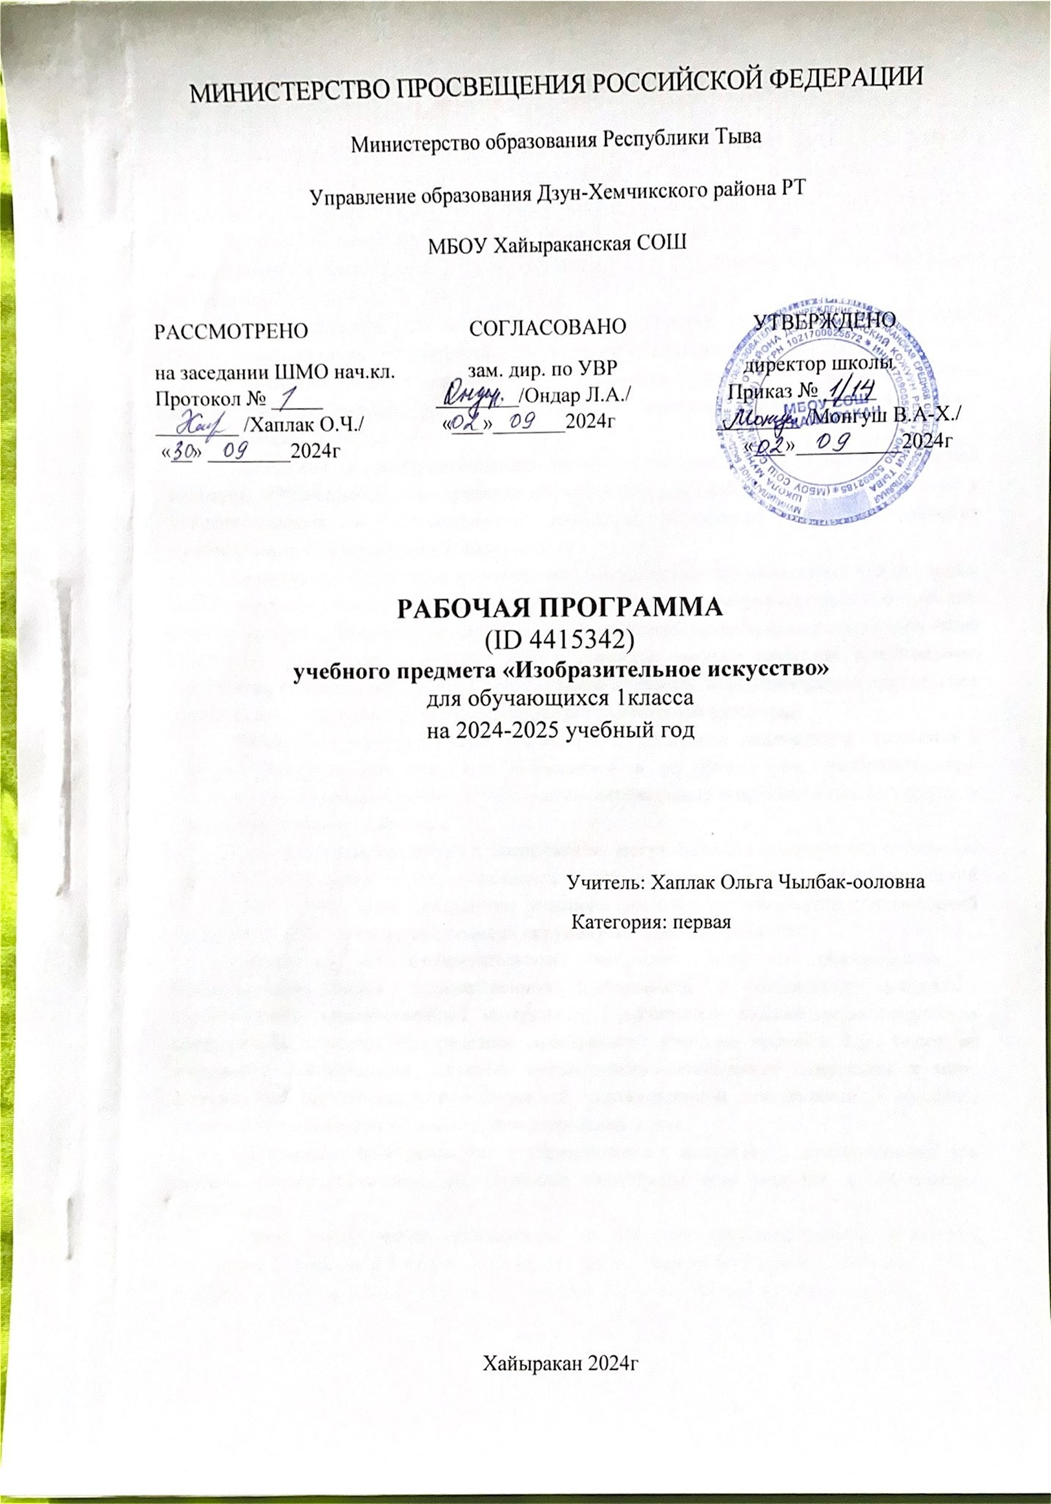 МИНИСТЕРСТВО ПРОСВЕЩЕНИЯ РОССИЙСКОЙ ФЕДЕРАЦИИ
Министерство образования Республики Тыва
Управление образования Дзун-Хемчикского района РТ
МБОУ Хайыраканская СОШ
РАССМОТРЕНО
на заседании ШМО нач.кл.
Протокол № 1
/Хаплак О.Ч./
«30» 09 2024г
СОГЛАСОВАНО
зам. дир. по УВР
/Ондар Л.А./
«02» 09 2024г
УТВЕРЖДЕНО
директор школы
Приказ № 1/14
/Монгуш В.А-Х./
«02» 09 2024г
МБОУ СОШ
ХАЙЫРАКАН
РАБОЧАЯ ПРОГРАММА
(ID 4415342)
учебного предмета «Изобразительное искусство»
для обучающихся 1класса
на 2024-2025 учебный год
Учитель: Хаплак Ольга Чылбак-ооловна
Категория: первая
Хайыракан 2024г